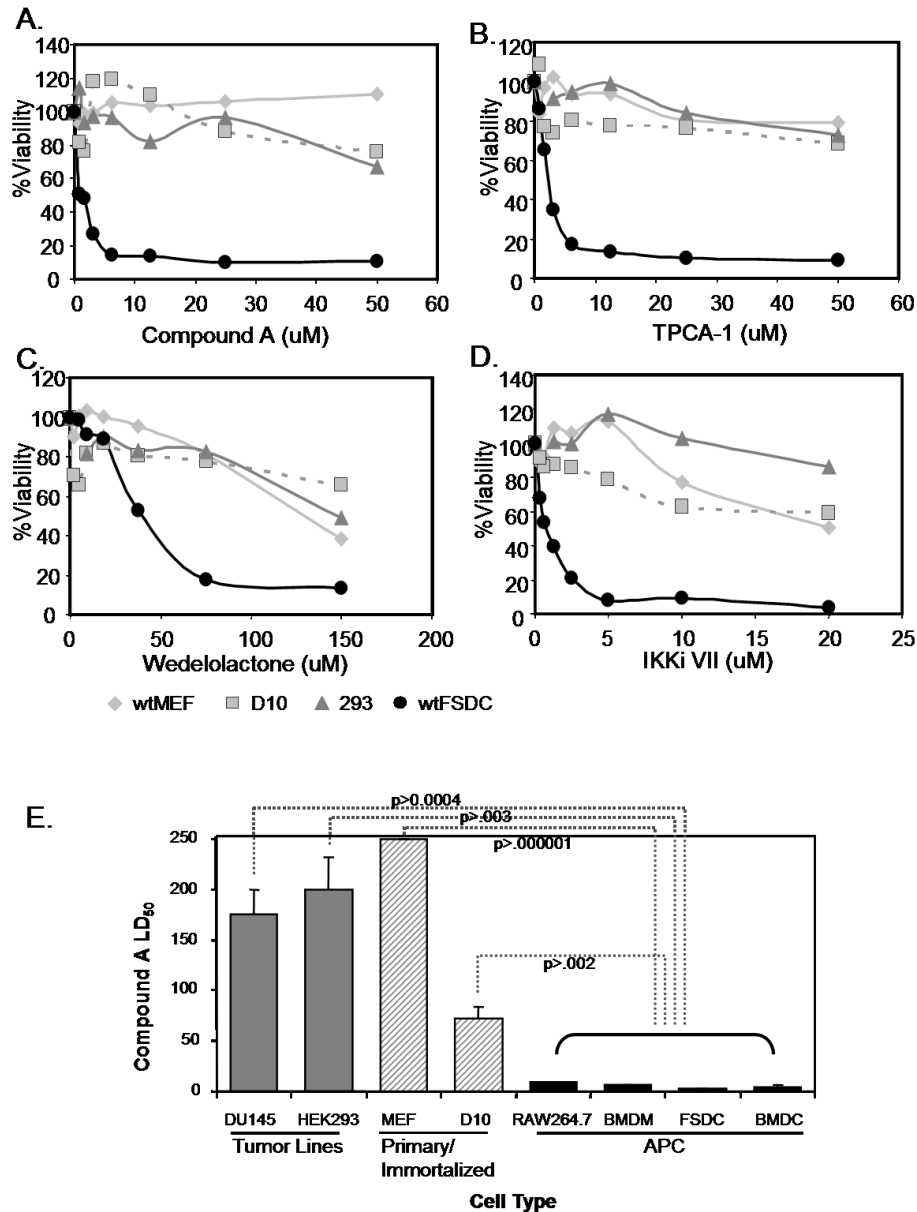 A.
140
120
100
80
60
40
20
0
%Viability
0 10 20 30 40 50 60
Compound A (uM)
B.
120
100
80
60
40
20
0
%Viability
0 10 20 30 40 50 60
TPCA-1 (uM)
C.
120
100
80
60
40
20
0
%Viability
0 50 100 150 200
Wedelolactone (uM)
D.
140
120
100
80
60
40
20
0
%Viability
0 5 10 15 20 25
IKKi VII (uM)
wtMEF D10 293 wtFSDC
E.
p>0.0004
p>.003
p>.000001
p>.002
250
200
150
100
50
0
Compound A LD50
DU145 HEK293 MEF D10 RAW264.7 BMDM FSDC BMDC
Tumor Lines Primary/ APC
Immortalized
Cell Type